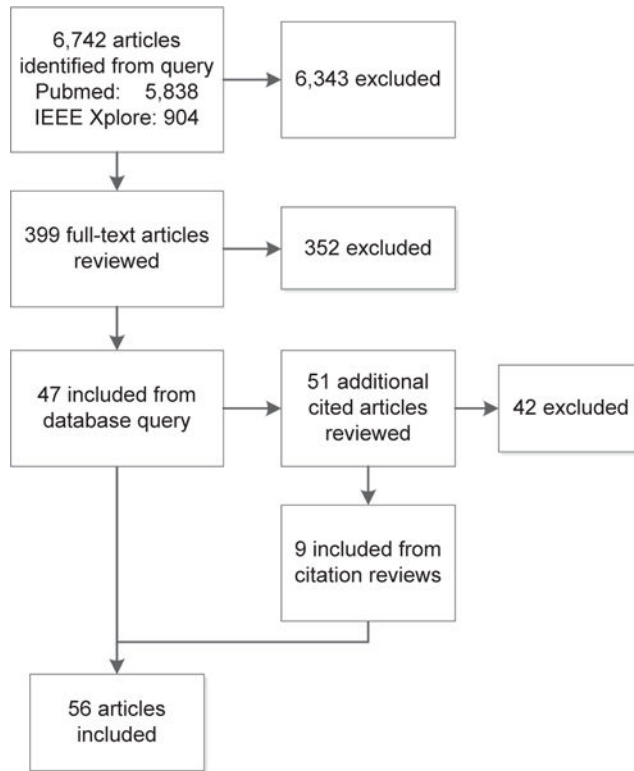 6,742 articles
identified from query
Pubmed: 5,838
IEEE Xplore: 904
6,343 excluded
399 full-text articles
reviewed
352 excluded
47 included from
database query
51 additional
cited articles
reviewed
42 excluded
9 included from
citation reviews
56 articles
included